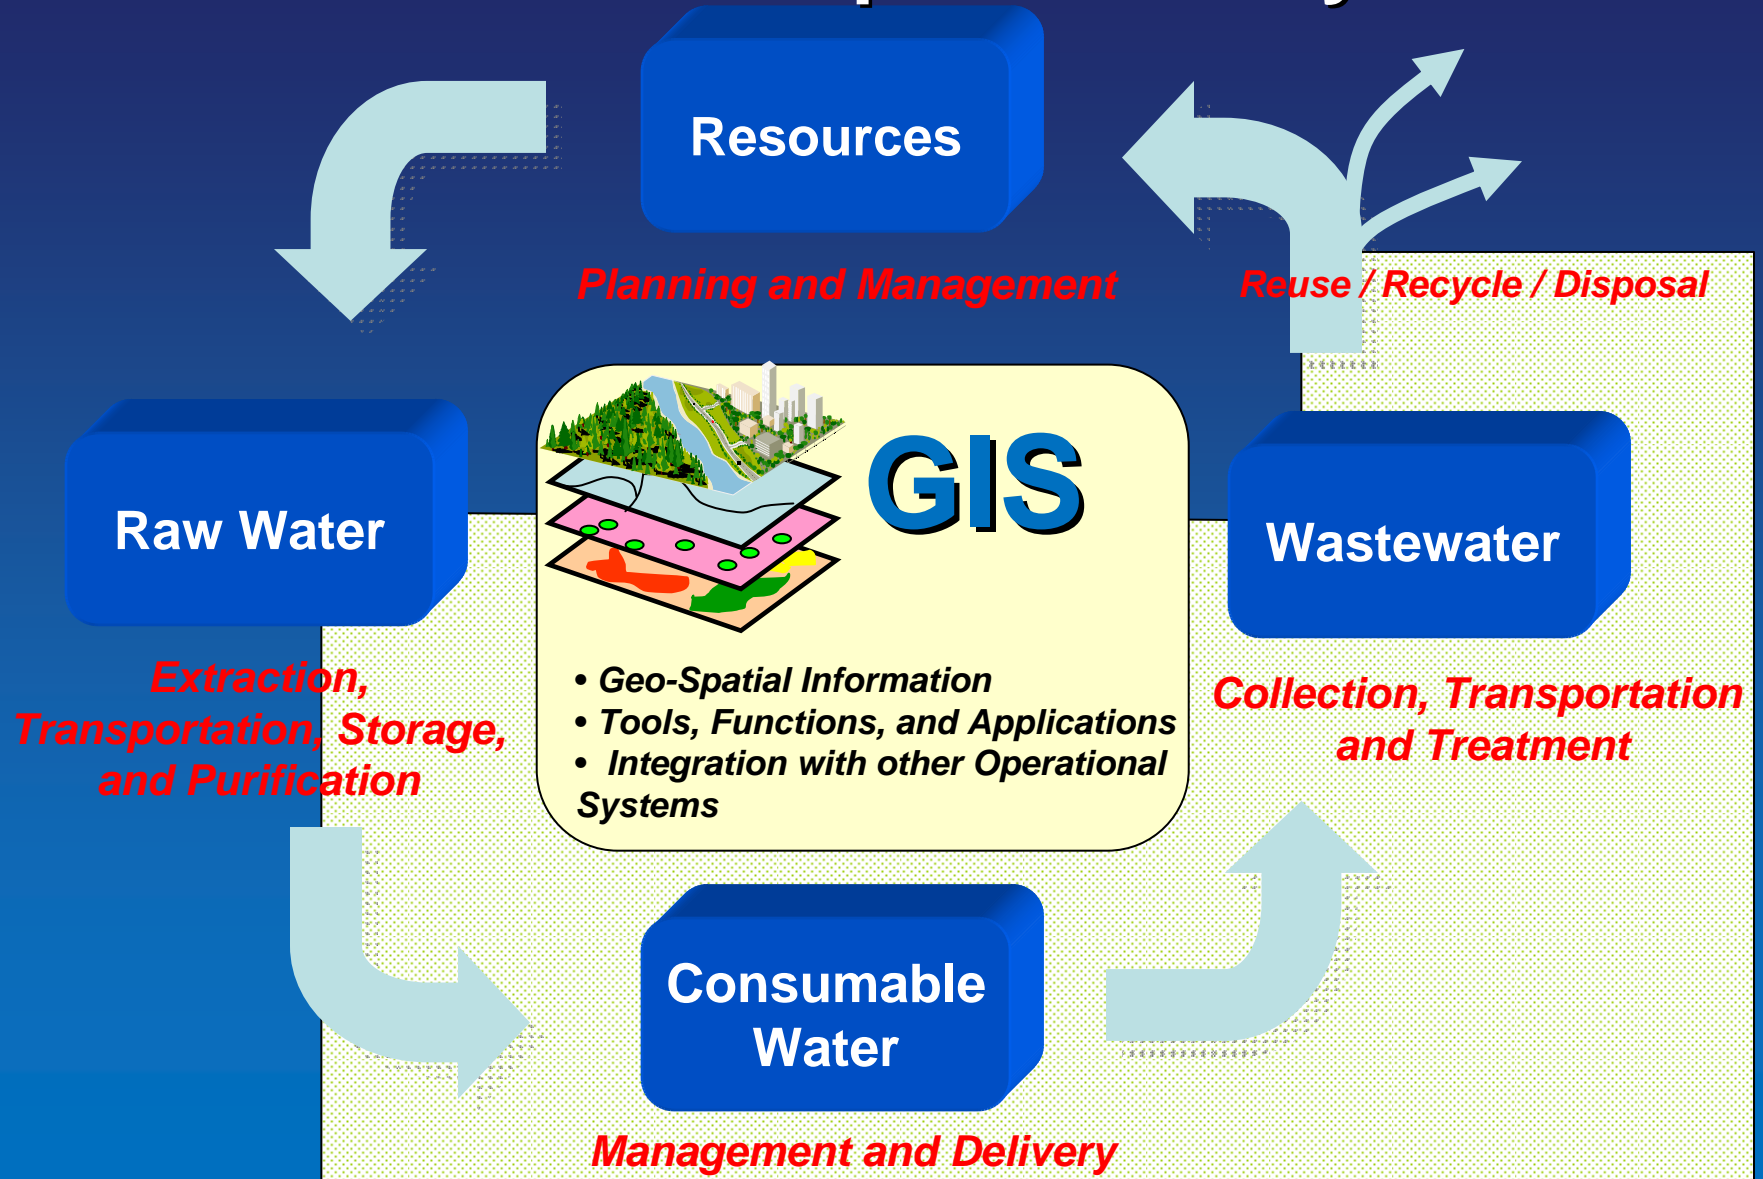 Resources
Planning and Management
Reuse / Recycle / Disposal
Raw Water
Extraction,
Transportation, Storage,
and Purification
GIS
• Geo-Spatial Information
• Tools, Functions, and Applications
• Integration with other Operational
Systems
Wastewater
Collection, Transportation
and Treatment
Consumable
Water
Management and Delivery